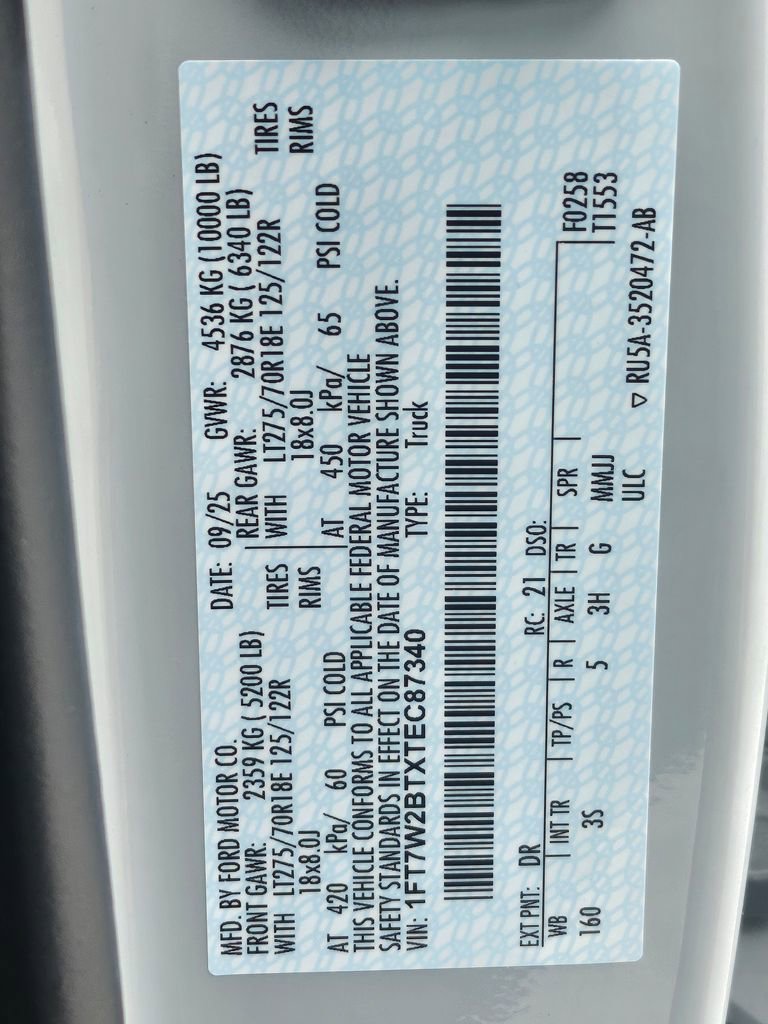 MFD. BY FORD MOTOR CO. DATE: 09/25 GVWR: 4536 KG (10000 LB)
FRONT GAWR: 2359 KG ( 5200 LB) REAR GAWR: 2876 KG ( 6340 LB)
WITH LT275/70R18E 125/122R TIRES WITH LT275/70R18E 125/122R TIRES
18x8.0J RIMS 18x8.0J RIMS
AT 420 kPa/ 60 PSI COLD AT 450 kPa/ 65 PSI COLD
THIS VEHICLE CONFORMS TO ALL APPLICABLE FEDERAL MOTOR VEHICLE
SAFETY STANDARDS IN EFFECT ON THE DATE OF MANUFACTURE SHOWN ABOVE.
VIN: 1FT7W2BTXTEC87340 TYPE: Truck
EXT PNT: DR RC: 21 DSO:
WB INT TR TP/PS R AXLE TR SPR F0258
160 3S 5 3H G MMJJ T1553
ULC ▽ RU5A-3520472-AB